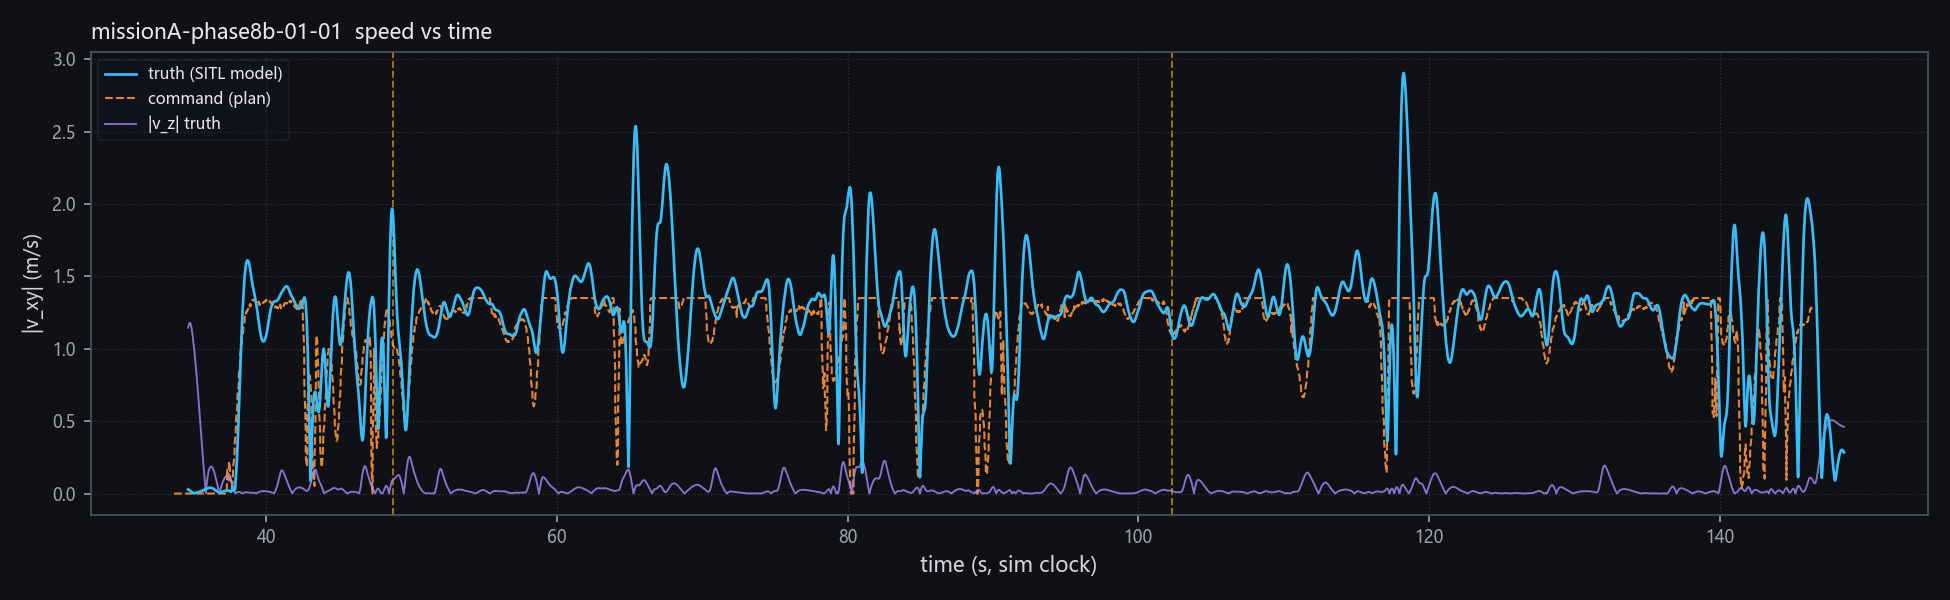 missionA-phase8b-01-01 speed vs time
truth (SITL model)
command (plan)
|v_z| truth
|v_xy| (m/s)
3.0
2.5
2.0
1.5
1.0
0.5
0.0
40
60
80
100
120
140
time (s, sim clock)